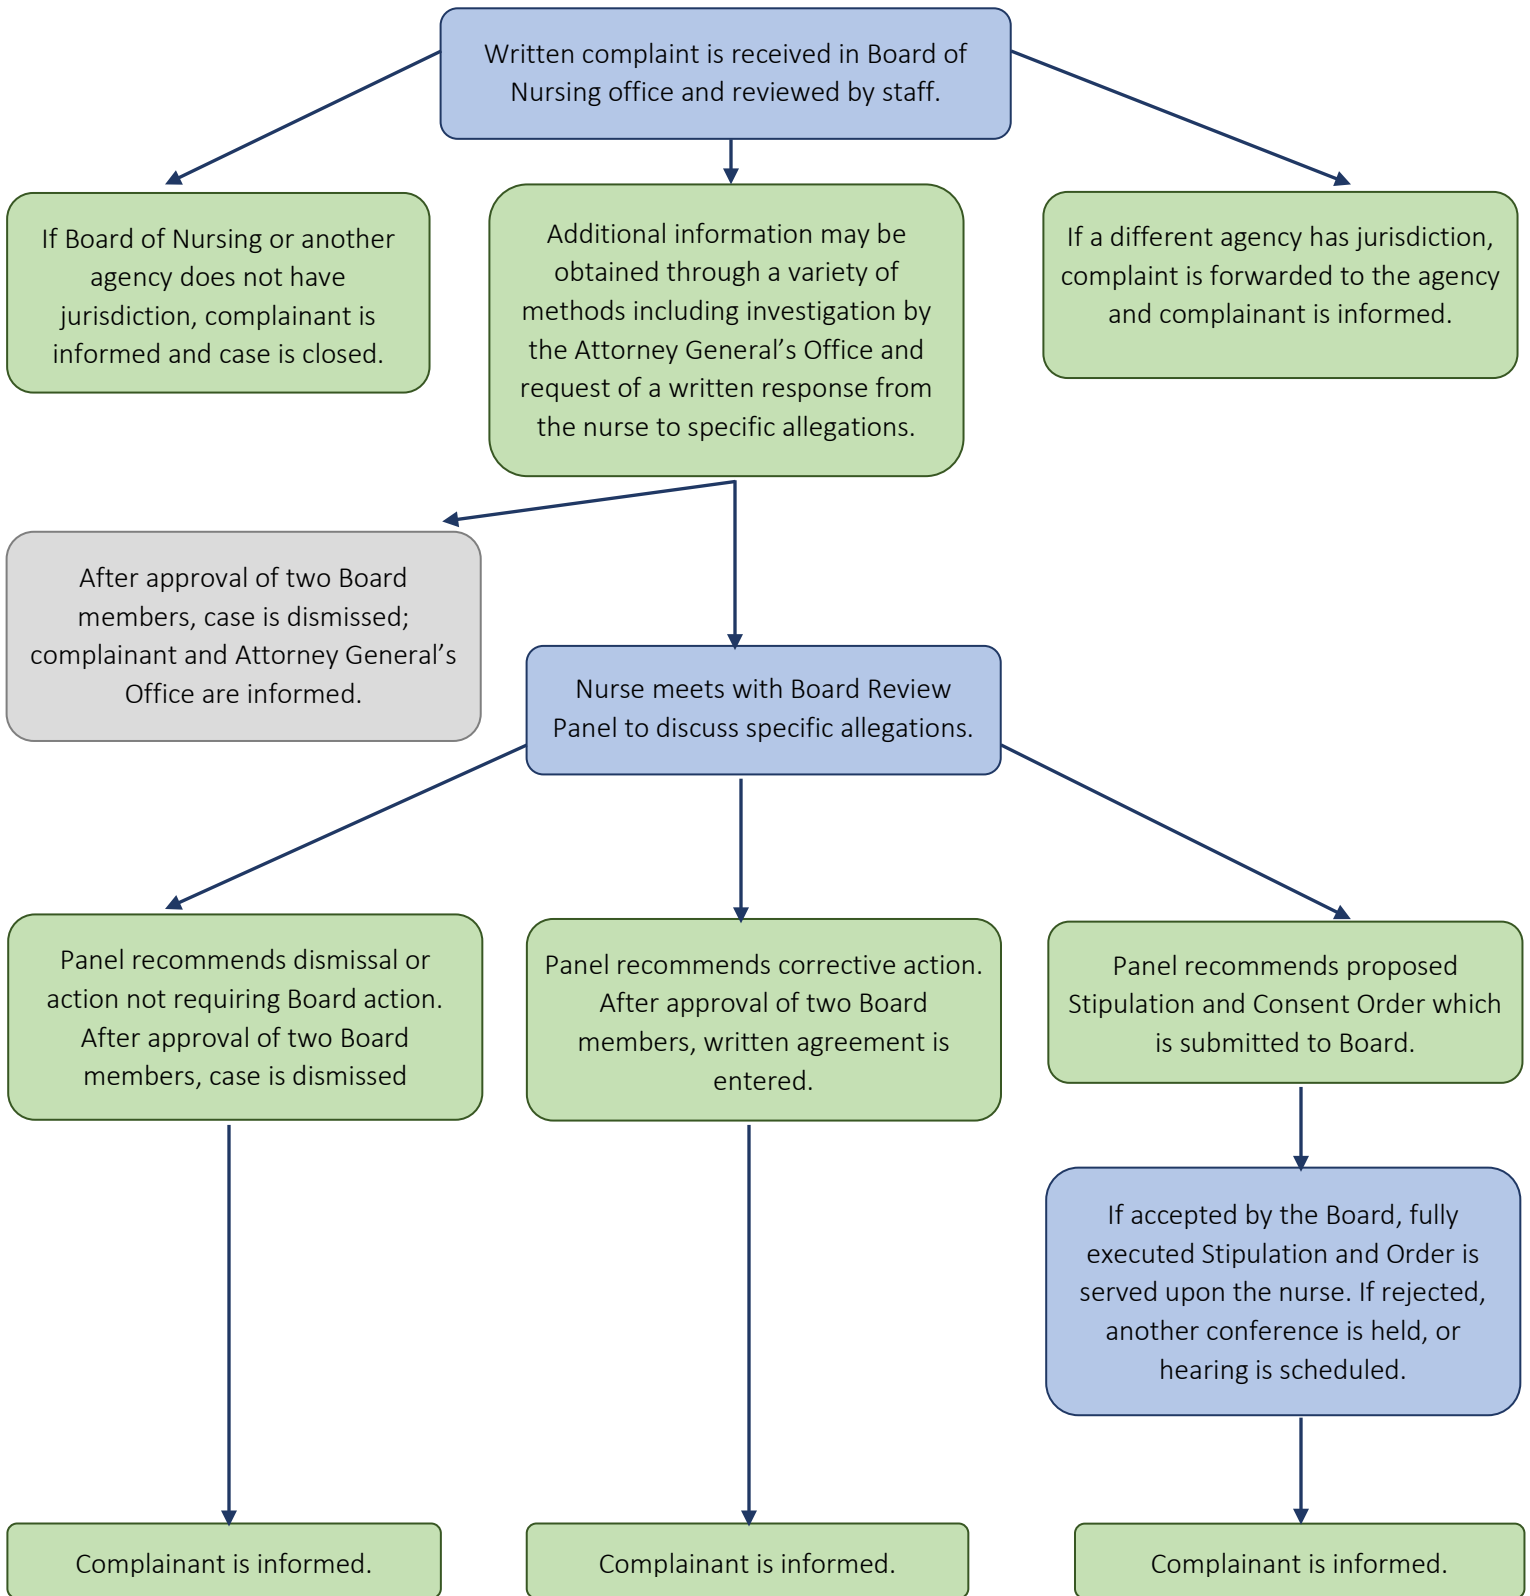 Written complaint is received in Board of
Nursing office and reviewed by staff.
If Board of Nursing or another
agency does not have
jurisdiction, complainant is
informed and case is closed.
Additional information may be
obtained through a variety of
methods including investigation by
the Attorney General’s Office and
request of a written response from
the nurse to specific allegations.
If a different agency has jurisdiction,
complaint is forwarded to the agency
and complainant is informed.
After approval of two Board
members, case is dismissed;
complainant and Attorney General’s
Office are informed.
Nurse meets with Board Review
Panel to discuss specific allegations.
Panel recommends dismissal or
action not requiring Board action.
After approval of two Board
members, case is dismissed
Panel recommends corrective action.
After approval of two Board
members, written agreement is
entered.
Panel recommends proposed
Stipulation and Consent Order which
is submitted to Board.
If accepted by the Board, fully
executed Stipulation and Order is
served upon the nurse. If rejected,
another conference is held, or
hearing is scheduled.
Complainant is informed.
Complainant is informed.
Complainant is informed.